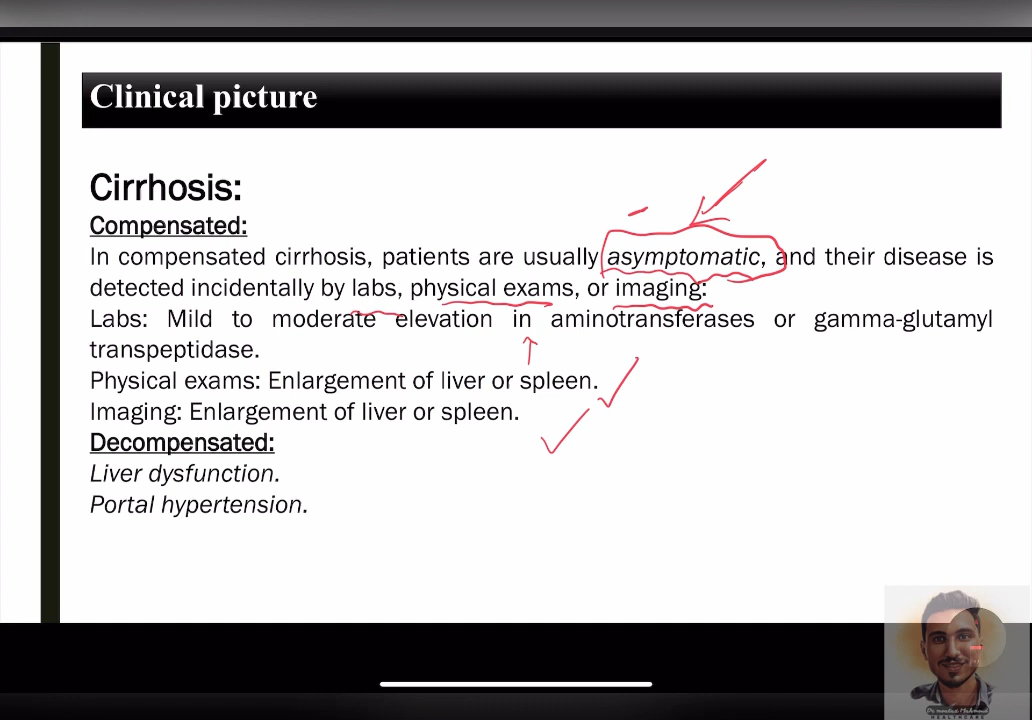 Clinical picture
Cirrhosis:
Compensated:
In compensated cirrhosis, patients are usually asymptomatic, and their disease is
detected incidentally by labs, physical exams, or imaging:
Labs: Mild to moderate elevation in aminotransferases or gamma-glutamyl
transpeptidase.
Physical exams: Enlargement of liver or spleen.
Imaging: Enlargement of liver or spleen.
Decompensated:
Liver dysfunction.
Portal hypertension.